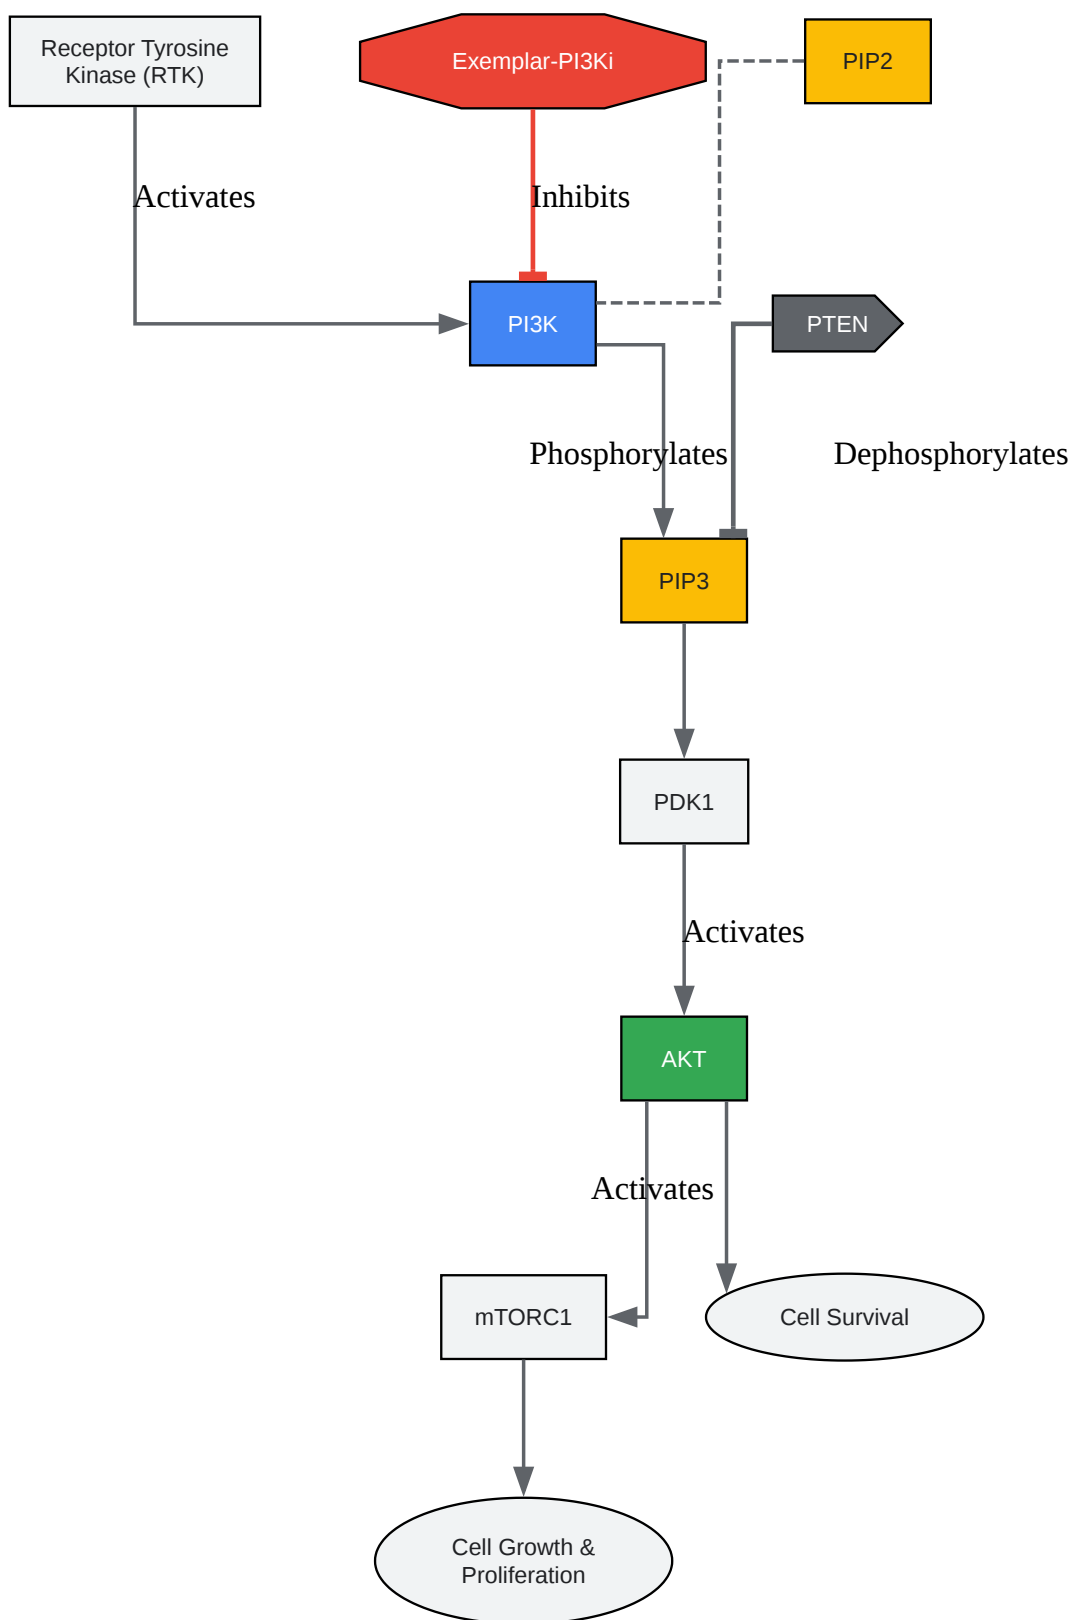 Receptor Tyrosine
Kinase (RTK)
Exemplar-PI3Ki
PIP2
Activates
Inhibits
PI3K
PTEN
Phosphorylates
Dephosphorylates
PIP3
PDK1
Activates
AKT
Activates
mTORC1
Cell Survival
Cell Growth &
Proliferation